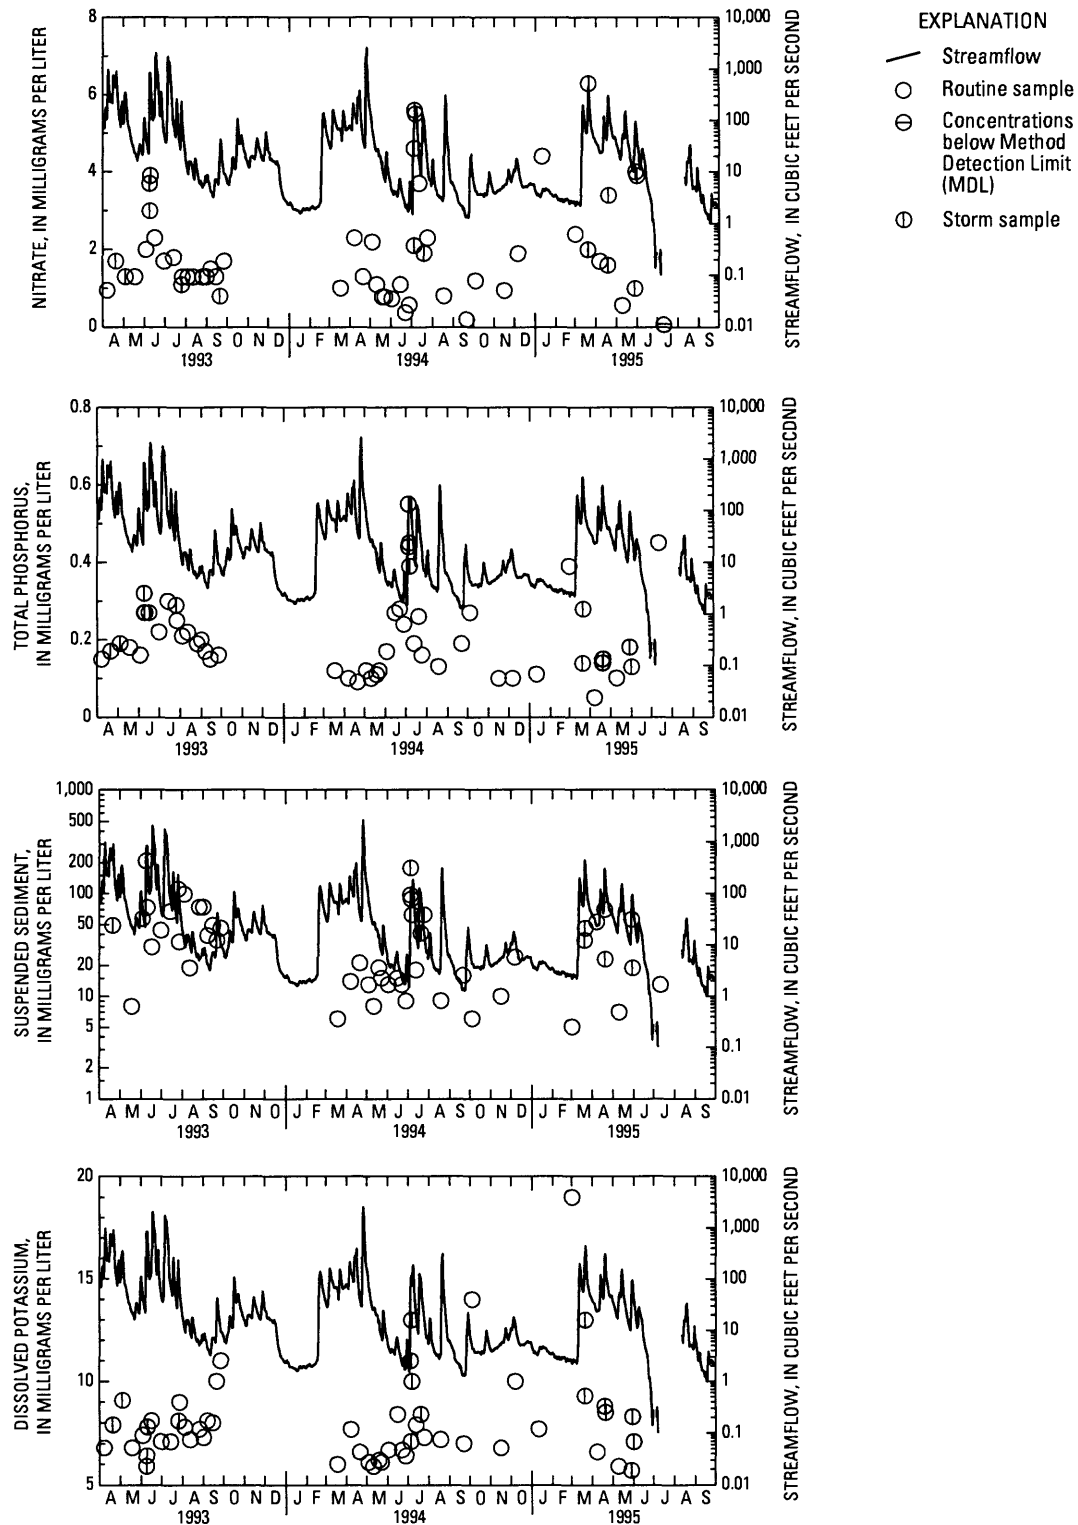 EXPLANATION
Streamflow
Routine sample
Concentrations
below Method
Detection Limit
(MDL)
Storm sample
NITRATE, IN MILLIGRAMS PER LITER
8
6
4
2
0
10,000
1,000
100
10
1
0.1
0.01
STREAMFLOW, IN CUBIC FEET PER SECOND
A M J J A S O N D J F M A M J J A S O N D J F M A M J J A S
1993 1994 1995
TOTAL PHOSPHORUS,
IN MILLIGRAMS PER LITER
0.8
0.6
0.4
0.2
0
10,000
1,000
100
10
1
0.1
0.01
STREAMFLOW, IN CUBIC FEET PER SECOND
A M J J A S O N D J F M A M J J A S O N D J F M A M J J A S
1993 1994 1995
SUSPENDED SEDIMENT,
IN MILLIGRAMS PER LITER
1,000
500
200
100
50
20
10
5
2
1
10,000
1,000
100
10
1
0.1
0.01
STREAMFLOW, IN CUBIC FEET PER SECOND
A M J J A S O N D J F M A M J J A S O N D J F M A M J J A S
1993 1994 1995
DISSOLVED POTASSIUM,
IN MILLIGRAMS PER LITER
20
15
10
5
10,000
1,000
100
10
1
0.1
0.01
STREAMFLOW, IN CUBIC FEET PER SECOND
A M J J A S O N D J F M A M J J A S O N D J F M A M J J A S
1993 1994 1995